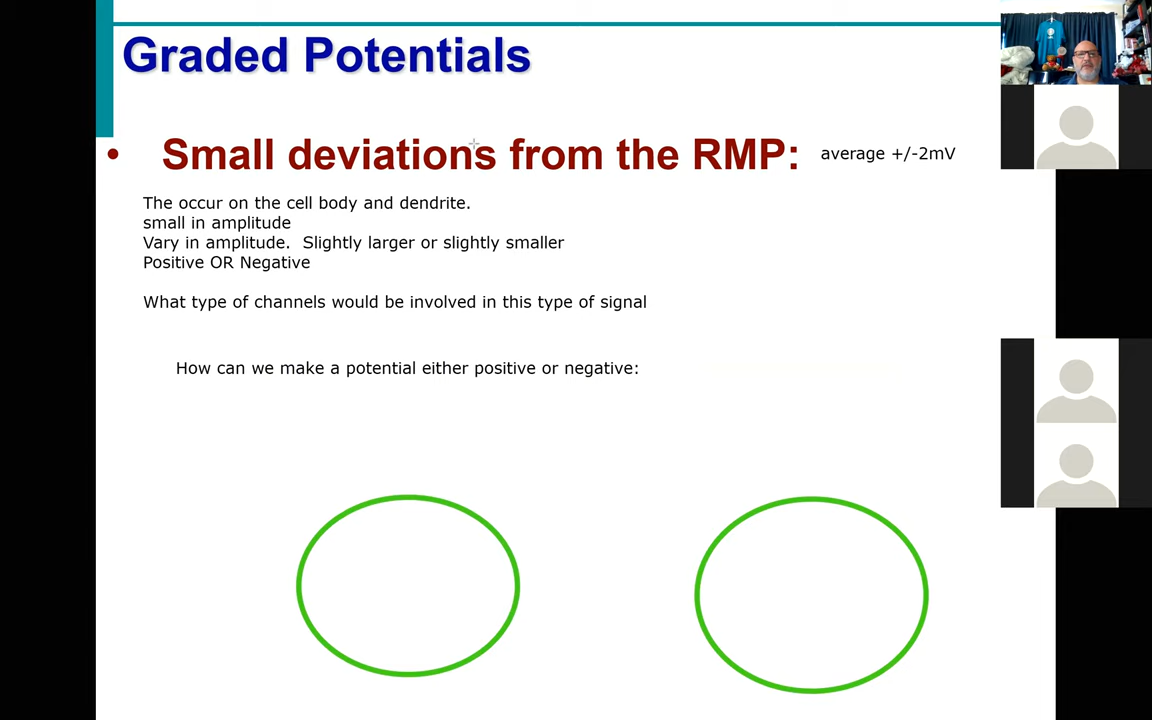 Graded Potentials
• Small deviations from the RMP: average +/-2mV
The occur on the cell body and dendrite.
small in amplitude
Vary in amplitude.  Slightly larger or slightly smaller
Positive OR Negative
What type of channels would be involved in this type of signal
How can we make a potential either positive or negative: